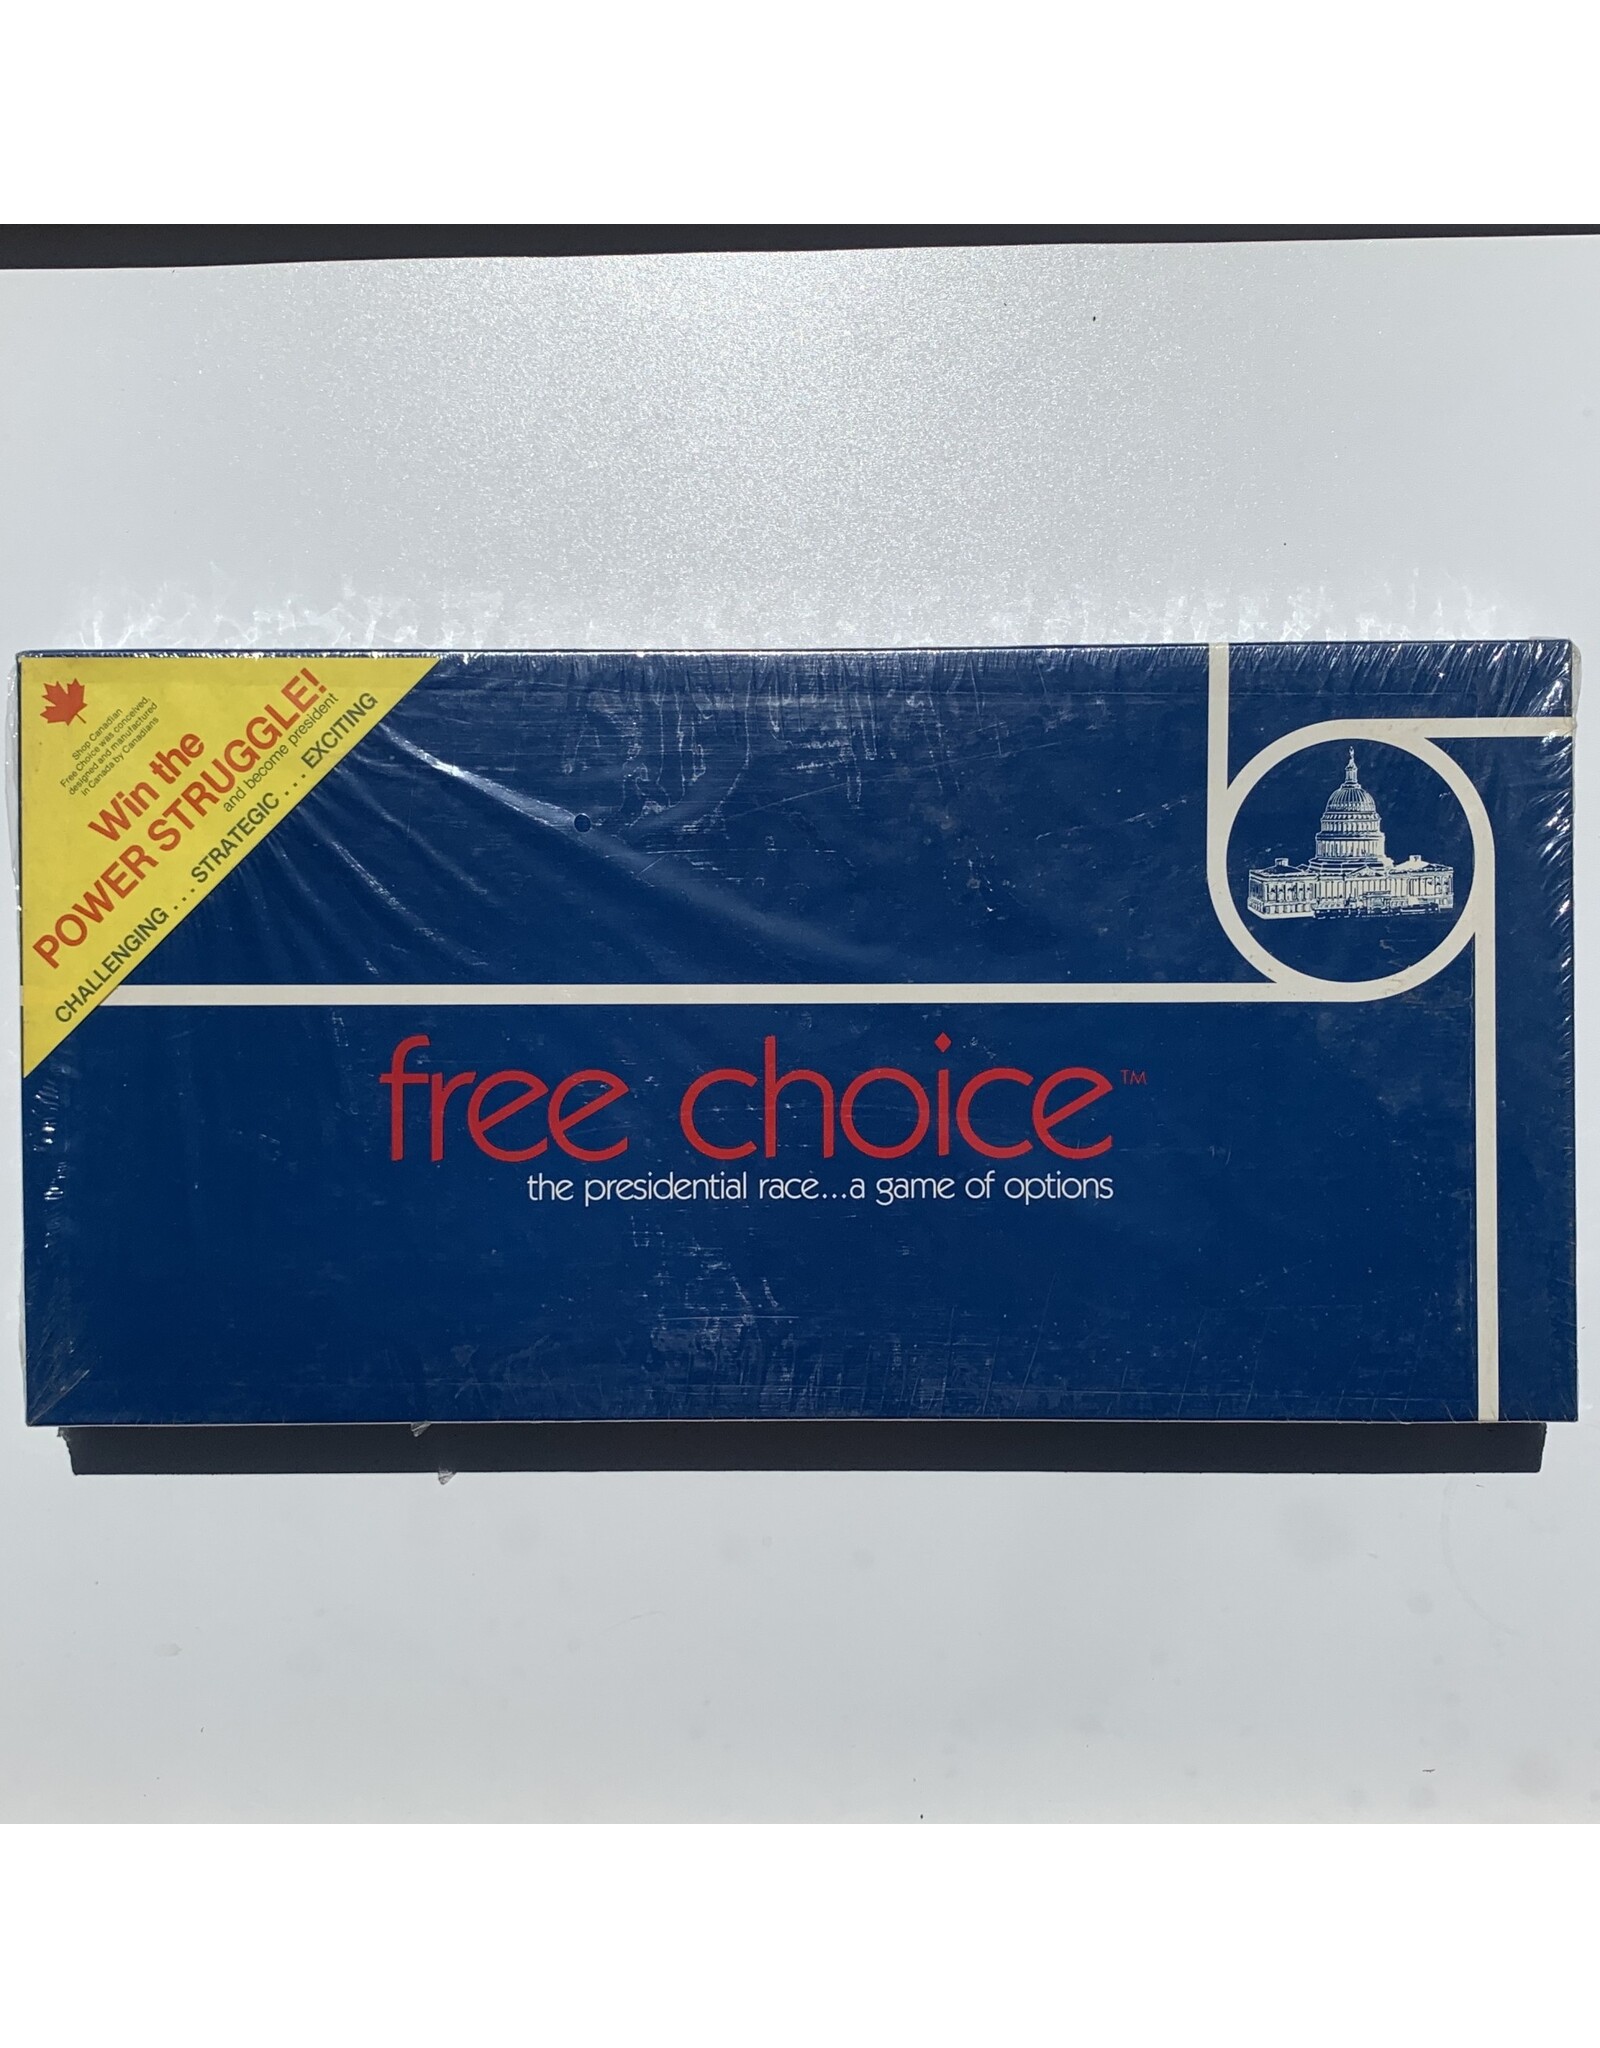 Shop Canadian
Free Choice was conceived,
designed and manufactured
in Canada by Canadians
Win the
POWER STRUGGLE!
and become president
CHALLENGING . . . STRATEGIC . . . EXCITING
free choice™
the presidential race...a game of options